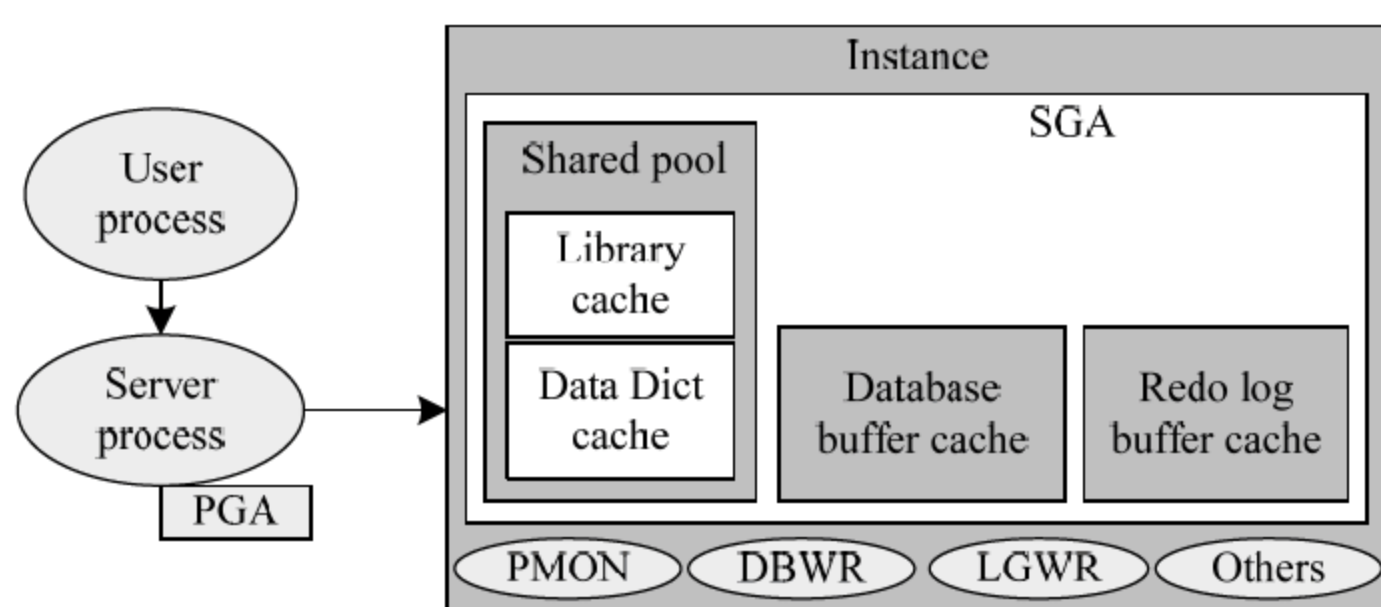 Instance
SGA
User
process
Server
process
PGA
Shared pool
Library
cache
Data Dict
cache
Database
buffer cache
Redo log
buffer cache
PMON
DBWR
LGWR
Others